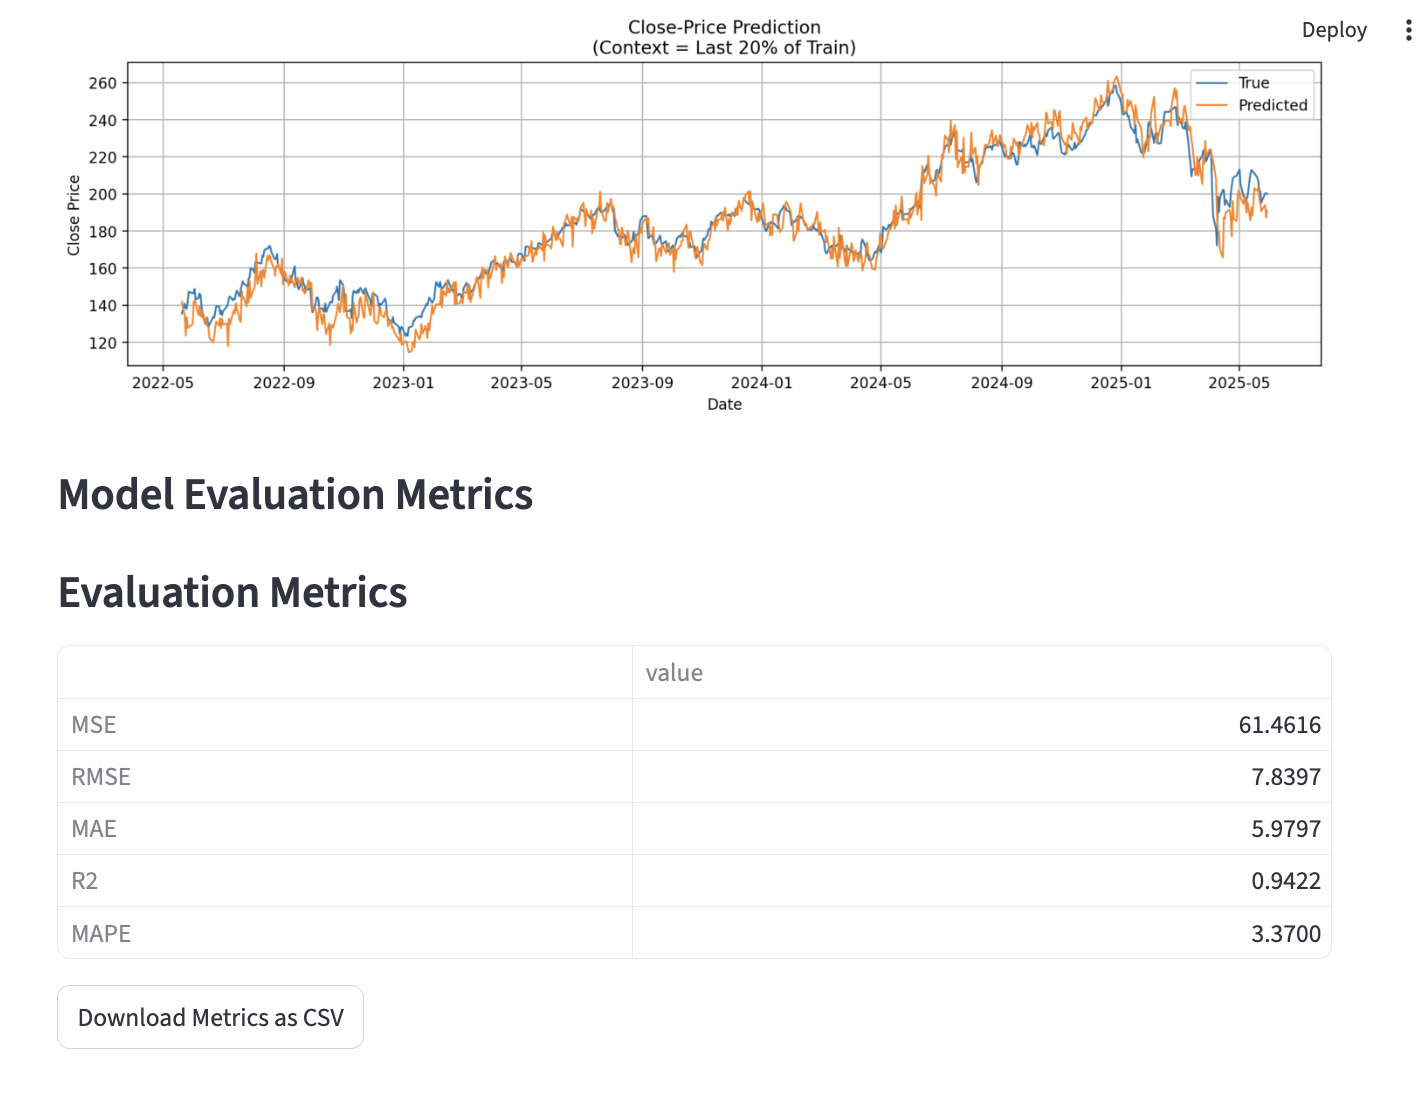 Close-Price Prediction
(Context = Last 20% of Train)
Deploy
True
Predicted
260
240
220
200
180
160
140
120
Close Price
2022-05 2022-09 2023-01 2023-05 2023-09 2024-01 2024-05 2024-09 2025-01 2025-05
Date
Model Evaluation Metrics
Evaluation Metrics
value
MSE 61.4616
RMSE 7.8397
MAE 5.9797
R2 0.9422
MAPE 3.3700
Download Metrics as CSV